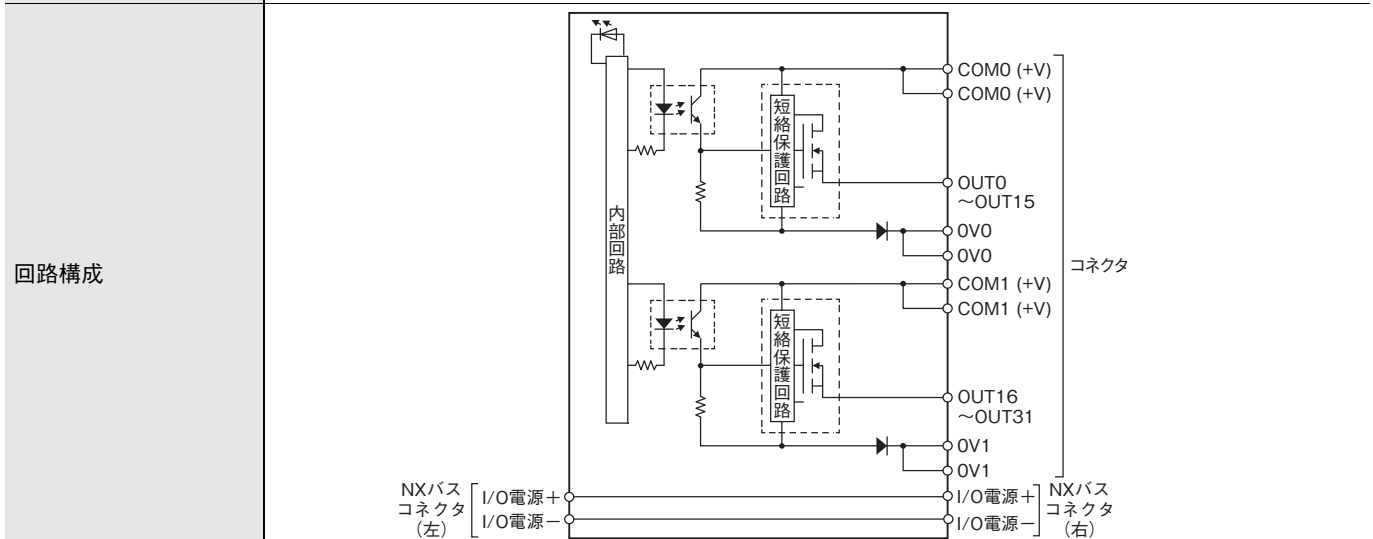 回路構成
内部回路
短絡保護回路
COM0 (+V)
COM0 (+V)
OUT0
～OUT15
0V0
0V0
短絡保護回路
COM1 (+V)
COM1 (+V)
OUT16
～OUT31
0V1
0V1
コネクタ
NXバス
コネクタ
(左)
I/O電源＋
I/O電源－
I/O電源＋
I/O電源－
NXバス
コネクタ
(右)